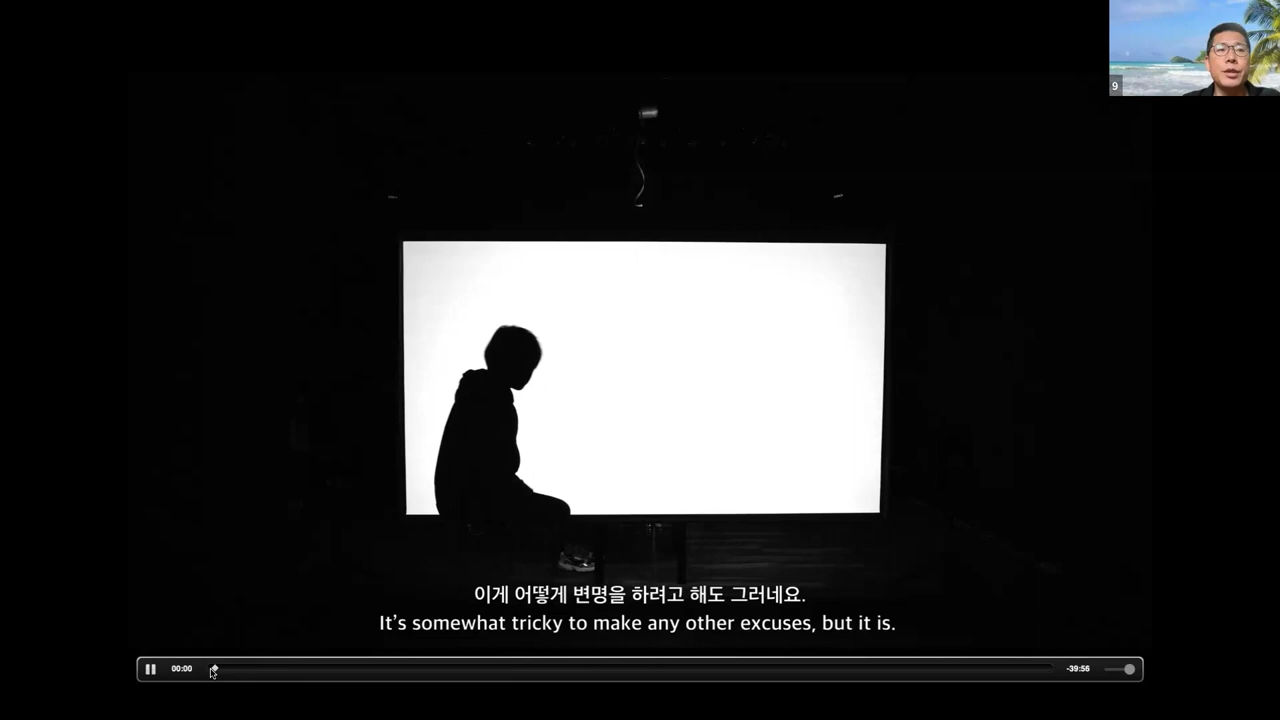 9
이게 어떻게 변명을 하려고 해도 그러네요.
It's somewhat tricky to make any other excuses, but it is.
00:00
-39:56